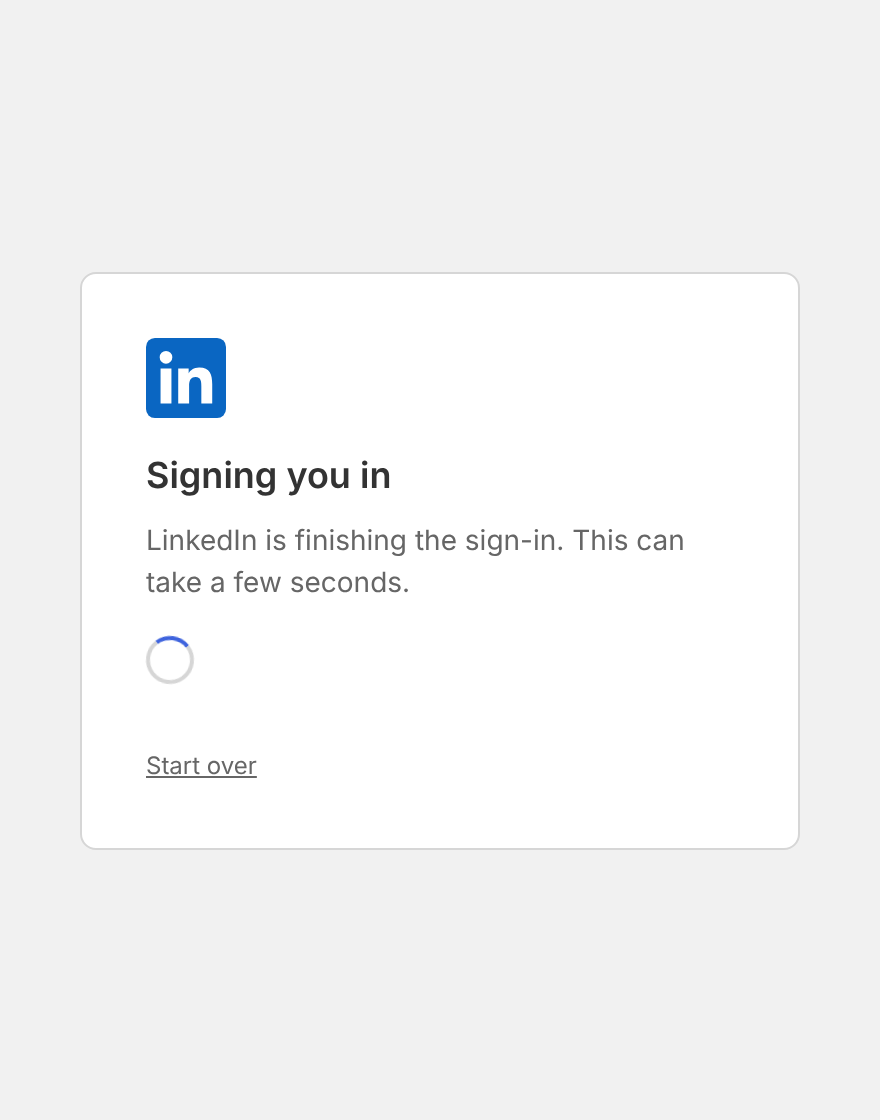 in
Signing you in
LinkedIn is finishing the sign-in. This can
take a few seconds.
Start over